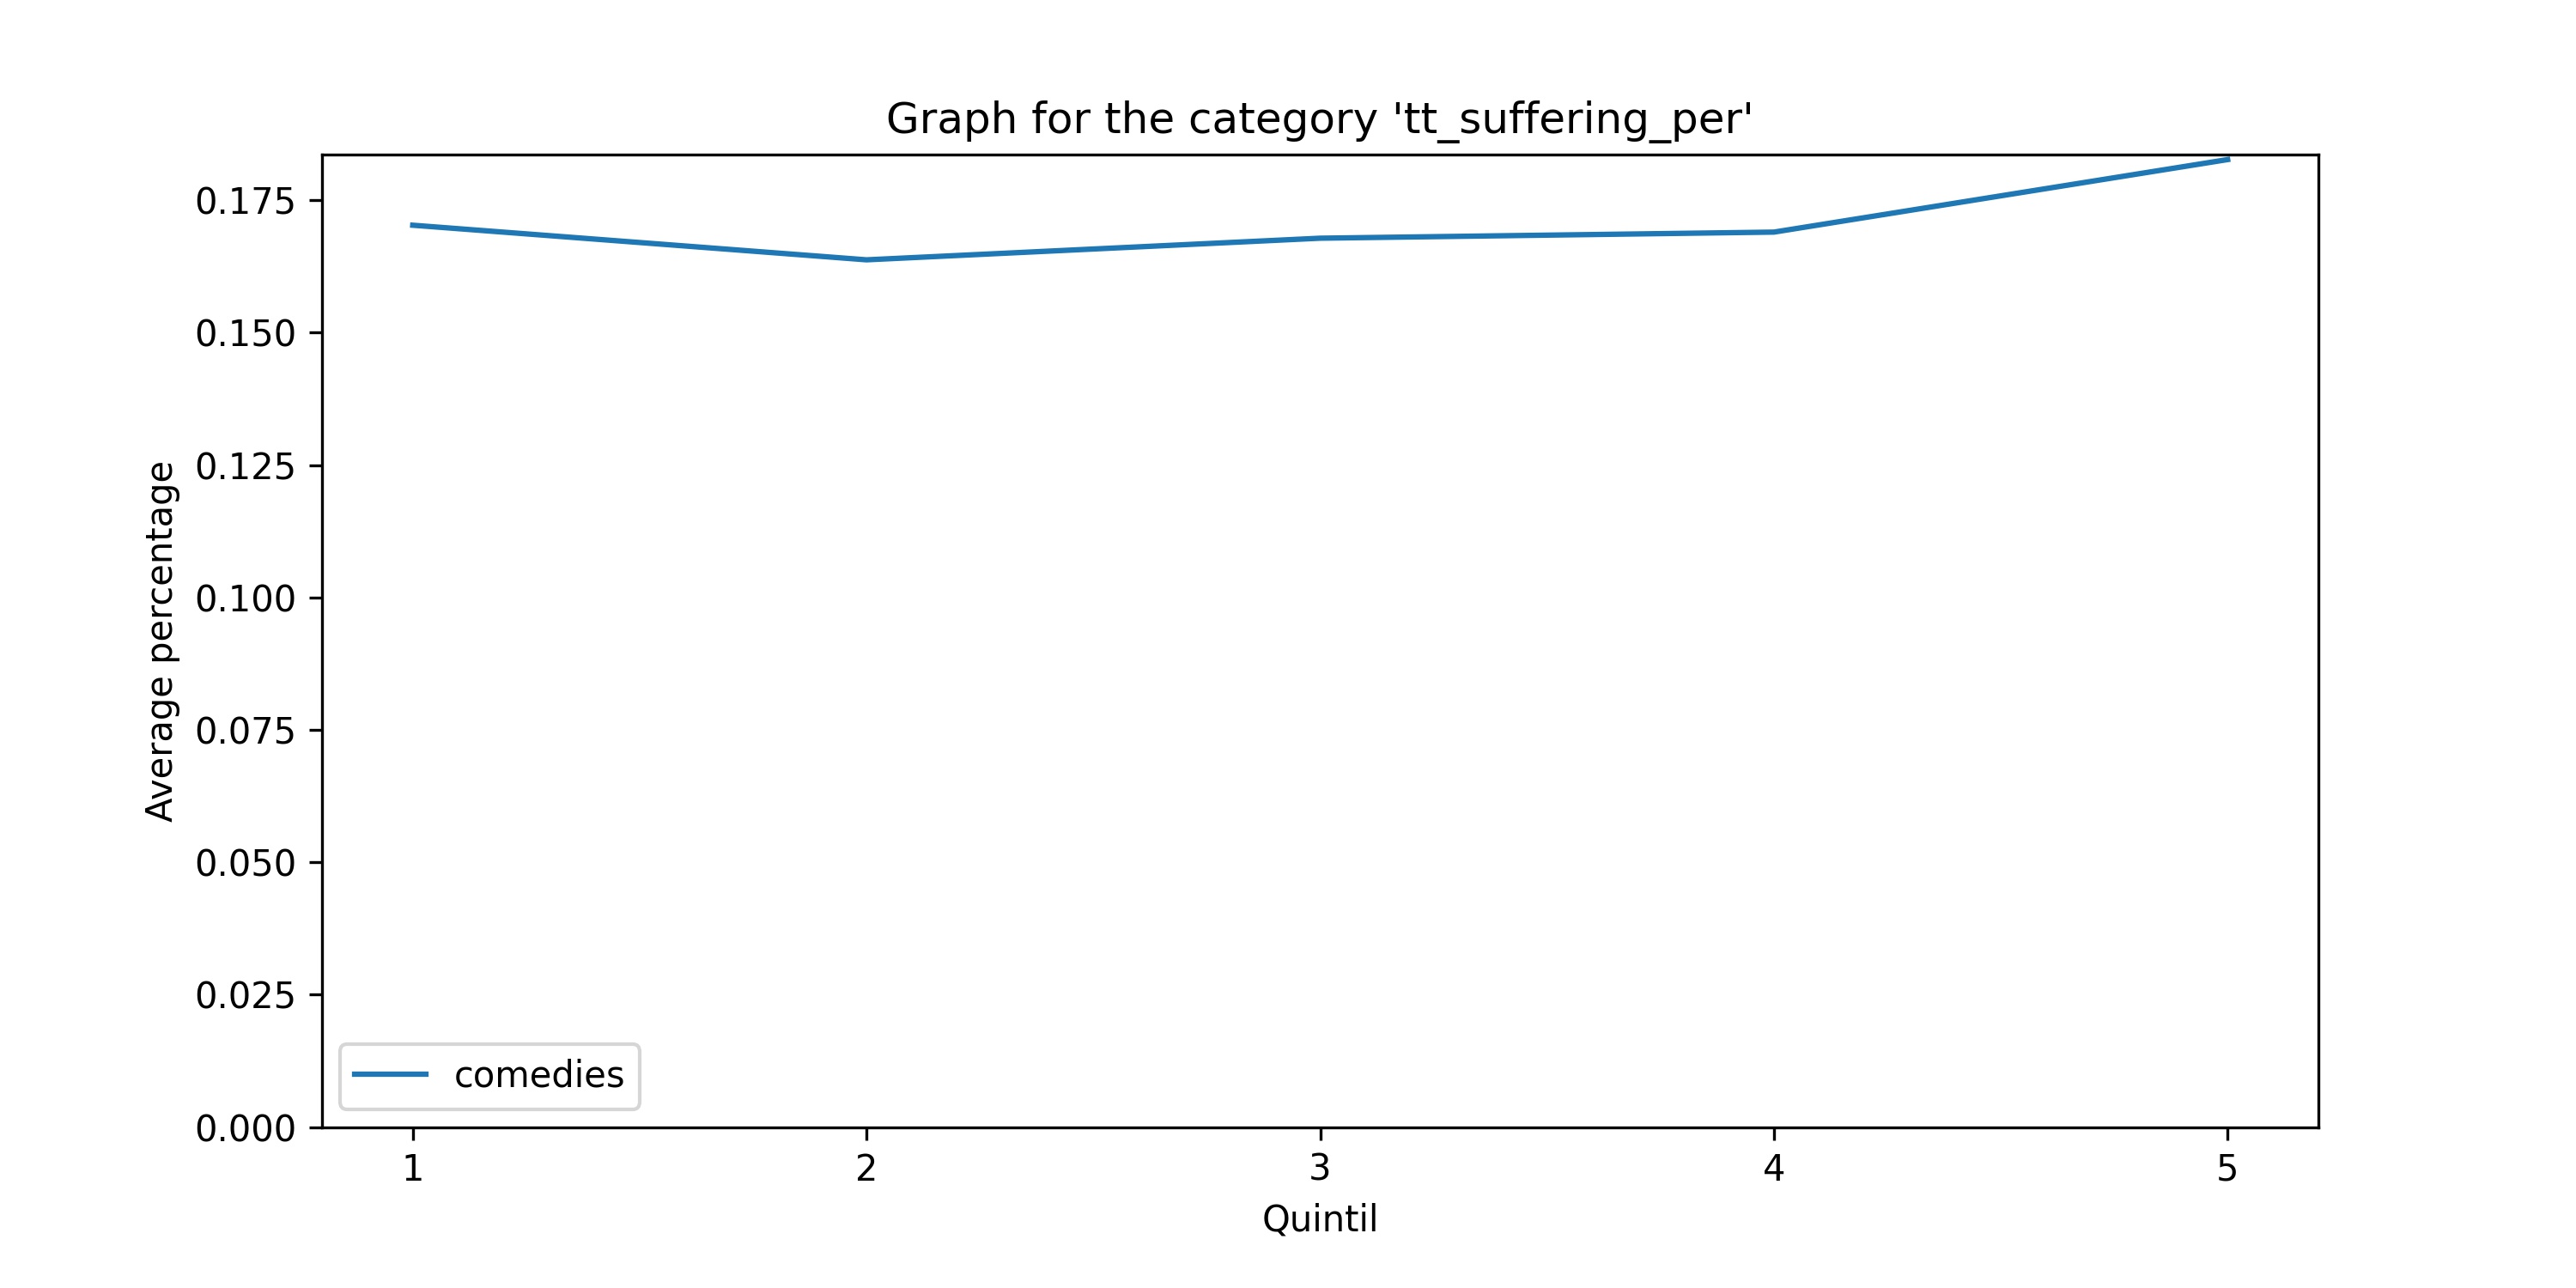 Graph for the category 'tt_suffering_per'
Average percentage
0.175
0.150
0.125
0.100
0.075
0.050
0.025
0.000
comedies
1 2 3 4 5
Quintil